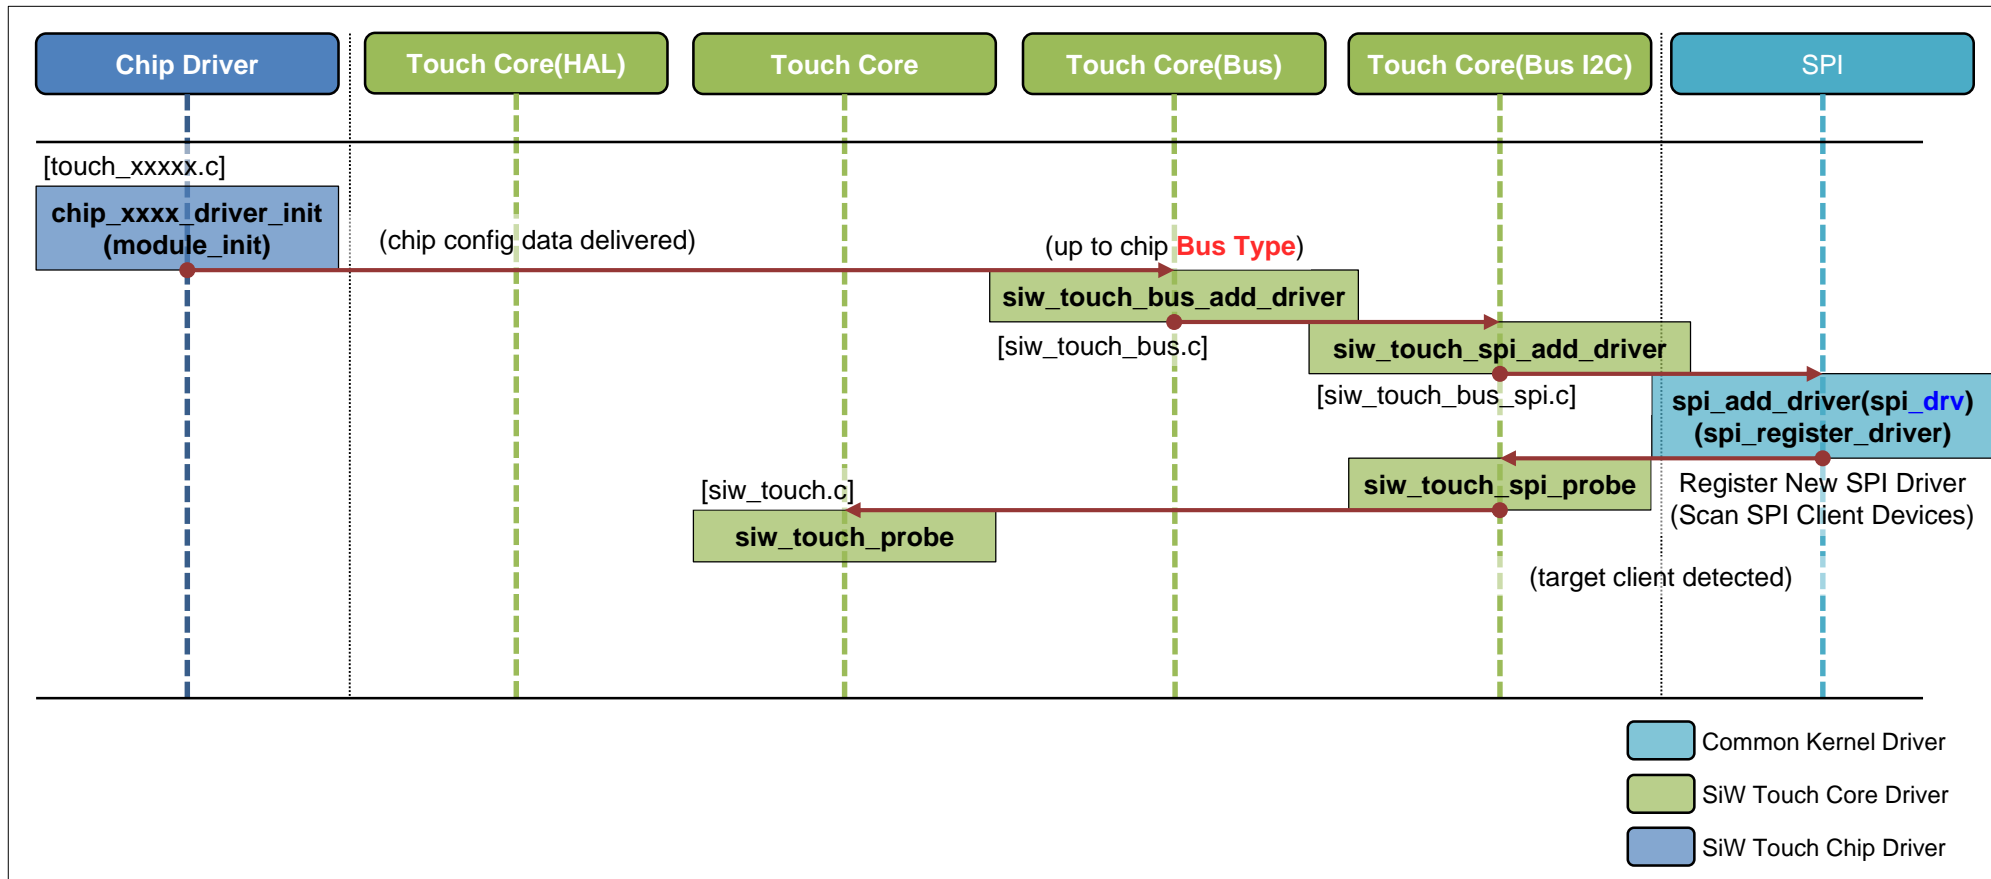 Chip Driver
Touch Core(HAL)
Touch Core
Touch Core(Bus)
Touch Core(Bus I2C)
SPI
[touch_xxxxx.c]
chip_xxxx_driver_init
(module_init)
(chip config data delivered)
(up to chip Bus Type)
siw_touch_bus_add_driver
[siw_touch_bus.c]
siw_touch_spi_add_driver
[siw_touch_bus_spi.c]
spi_add_driver(spi_drv)
(spi_register_driver)
siw_touch_spi_probe
Register New SPI Driver
(Scan SPI Client Devices)
[siw_touch.c]
siw_touch_probe
(target client detected)
Common Kernel Driver
SiW Touch Core Driver
SiW Touch Chip Driver